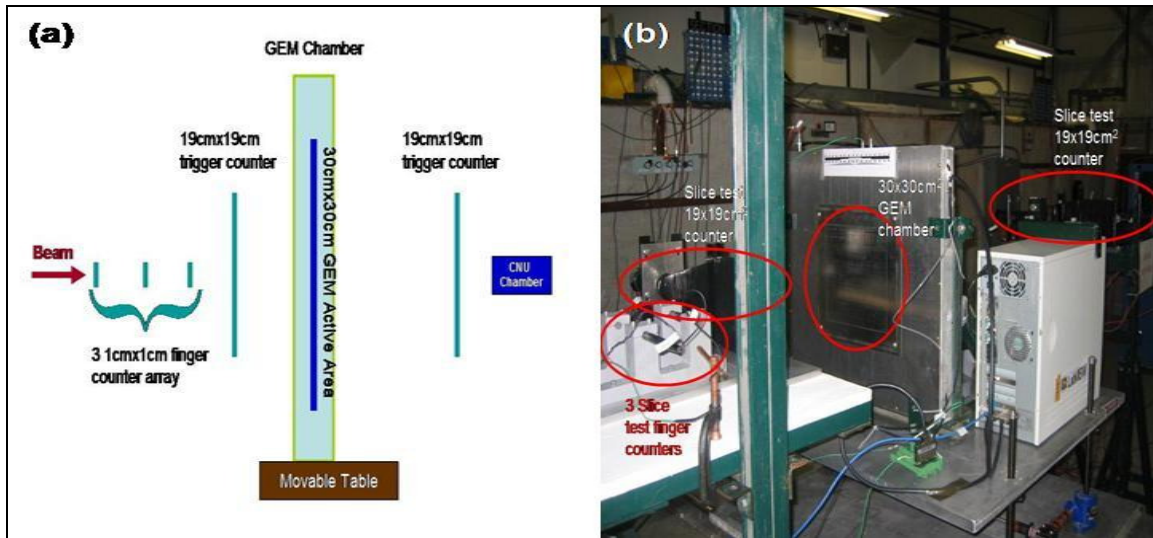 (a)
GEM Chamber
19cmx19cm
trigger counter
19cmx19cm
trigger counter
30cmx30cm GEM Active Area
Beam
CNU
Chamber
3 1cmx1cm finger
counter array
Movable Table
(b)
Slice test
19x19cm²
counter
Slice test
19x19cm²
counter
30x30cm²
GEM
chamber
3 Slice
test finger
counters